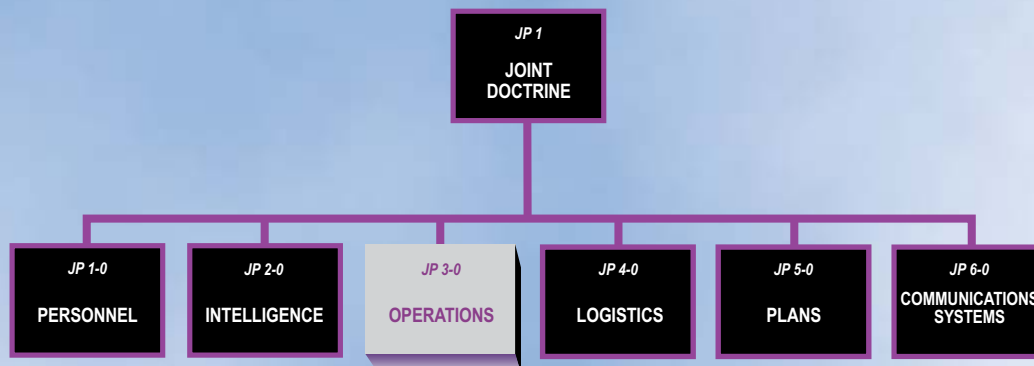 JP 1
JOINT
DOCTRINE
JP 1-0
PERSONNEL
JP 2-0
INTELLIGENCE
JP 3-0
OPERATIONS
JP 4-0
LOGISTICS
JP 5-0
PLANS
JP 6-0
COMMUNICATIONS
SYSTEMS